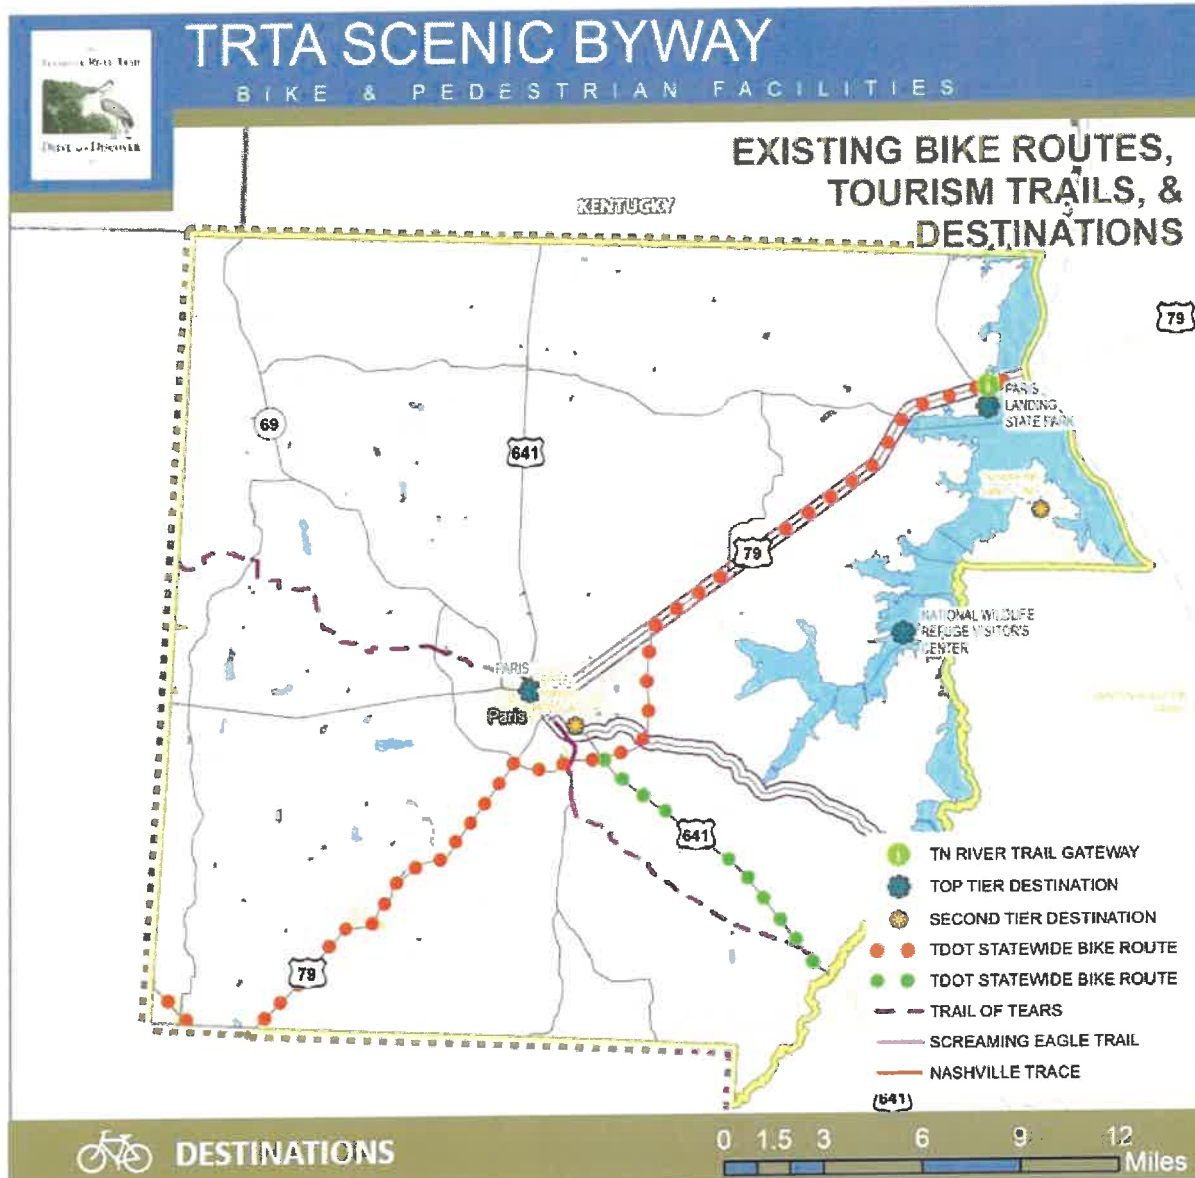 TRTA SCENIC BYWAY
BIKE & PEDESTRIAN FACILITIES
DRIVE and DISCOVER
EXISTING BIKE ROUTES,
TOURISM TRAILS, &
DESTINATIONS
KENTUCKY
79
PARIS
LANDING
STATE PARK
69
641
79
NATIONAL WILDLIFE
REFUGE VISITOR'S
CENTER
PARIS
Paris
641
79
TN RIVER TRAIL GATEWAY
TOP TIER DESTINATION
SECOND TIER DESTINATION
TDOT STATEWIDE BIKE ROUTE
TDOT STATEWIDE BIKE ROUTE
TRAIL OF TEARS
SCREAMING EAGLE TRAIL
NASHVILLE TRACE
641
DESTINATIONS
0 1.5 3 6 9 12
Miles